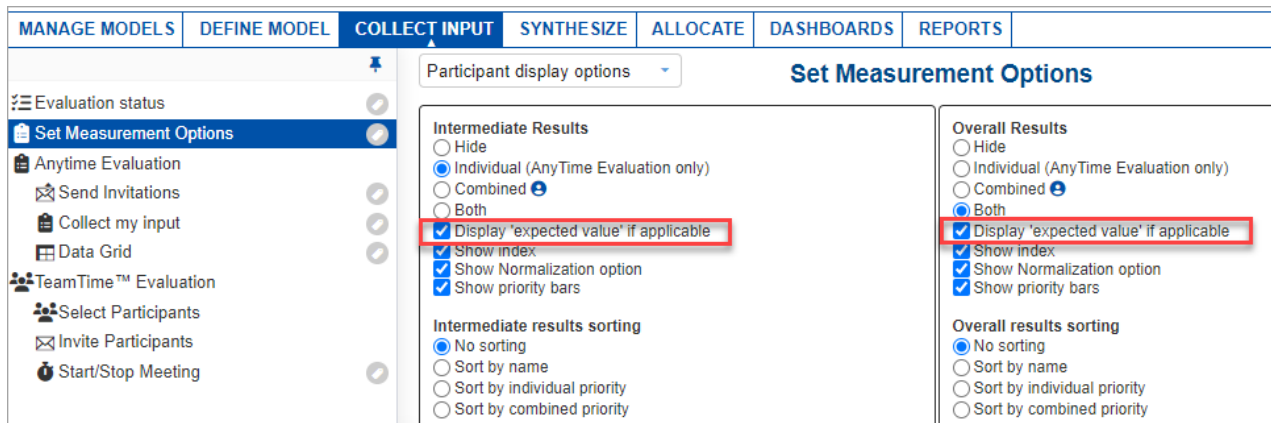 MANAGE MODELS DEFINE MODEL COLLECT INPUT SYNTHESIZE ALLOCATE DASHBOARDS REPORTS
Evaluation status
Set Measurement Options
Anytime Evaluation
Send Invitations
Collect my input
Data Grid
TeamTime™ Evaluation
Select Participants
Invite Participants
Start/Stop Meeting
Participant display options
Set Measurement Options
Intermediate Results
Hide
Individual (AnyTime Evaluation only)
Combined
Both
Display 'expected value' if applicable
Show index
Show Normalization option
Show priority bars
Intermediate results sorting
No sorting
Sort by name
Sort by individual priority
Sort by combined priority
Overall Results
Hide
Individual (AnyTime Evaluation only)
Combined
Both
Display 'expected value' if applicable
Show index
Show Normalization option
Show priority bars
Overall results sorting
No sorting
Sort by name
Sort by individual priority
Sort by combined priority